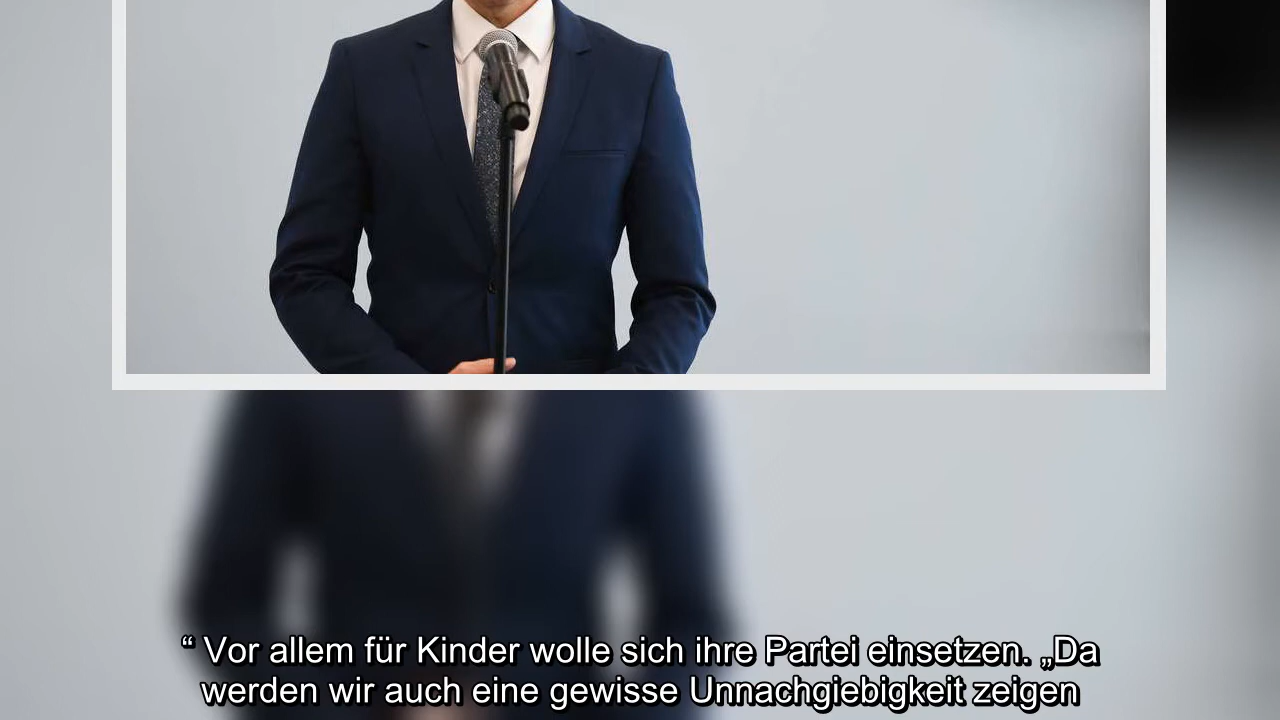 “ Vor allem für Kinder wolle sich ihre Partei einsetzen. „Da
werden wir auch eine gewisse Unnachgiebigkeit zeigen